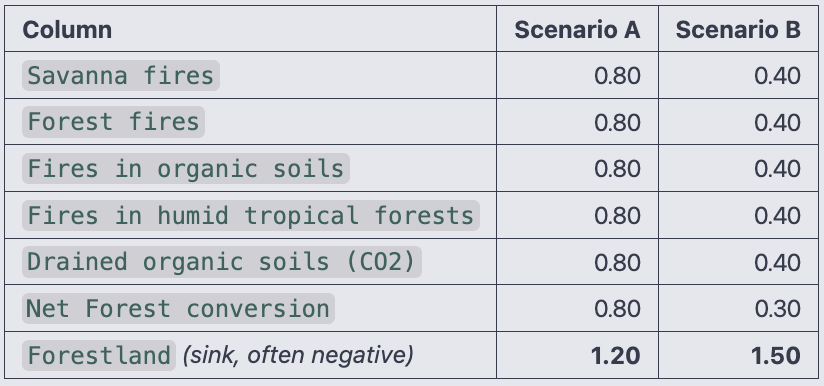 Column Scenario A Scenario B
Savanna fires 0.80 0.40
Forest fires 0.80 0.40
Fires in organic soils 0.80 0.40
Fires in humid tropical forests 0.80 0.40
Drained organic soils (CO2) 0.80 0.40
Net Forest conversion 0.80 0.30
Forestland (sink, often negative) 1.20 1.50